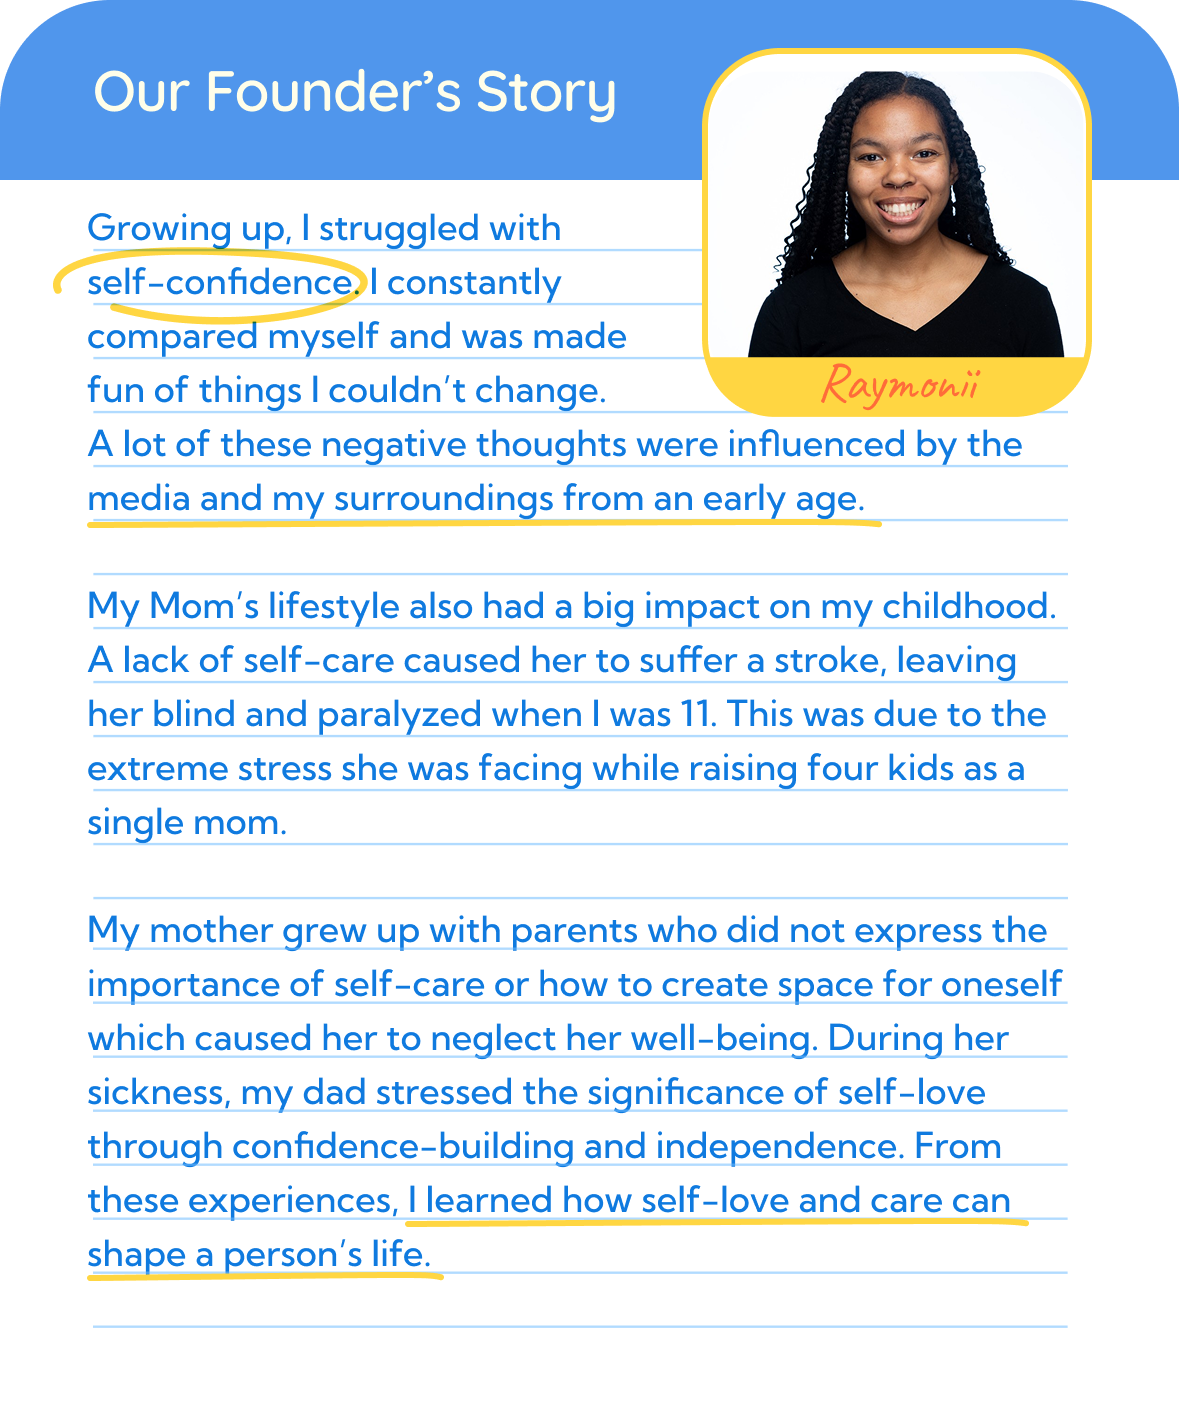 Our Founder’s Story
Growing up, I struggled with
self-confidence. I constantly
compared myself and was made
fun of things I couldn’t change.
Raymonii
A lot of these negative thoughts were influenced by the
media and my surroundings from an early age.
My Mom’s lifestyle also had a big impact on my childhood.
A lack of self-care caused her to suffer a stroke, leaving
her blind and paralyzed when I was 11. This was due to the
extreme stress she was facing while raising four kids as a
single mom.
My mother grew up with parents who did not express the
importance of self-care or how to create space for oneself
which caused her to neglect her well-being. During her
sickness, my dad stressed the significance of self-love
through confidence-building and independence. From
these experiences, I learned how self-love and care can
shape a person’s life.